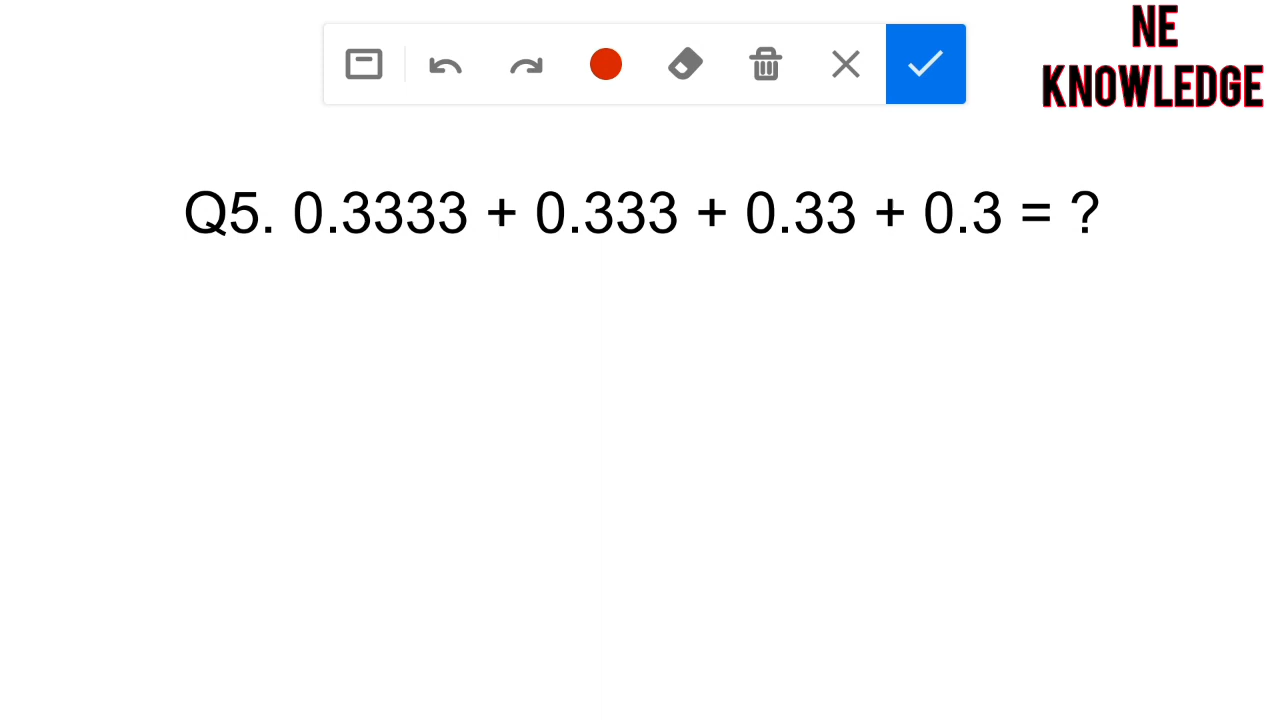 NE
KNOWLEDGE
Q5. 0.3333 + 0.333 + 0.33 + 0.3 = ?